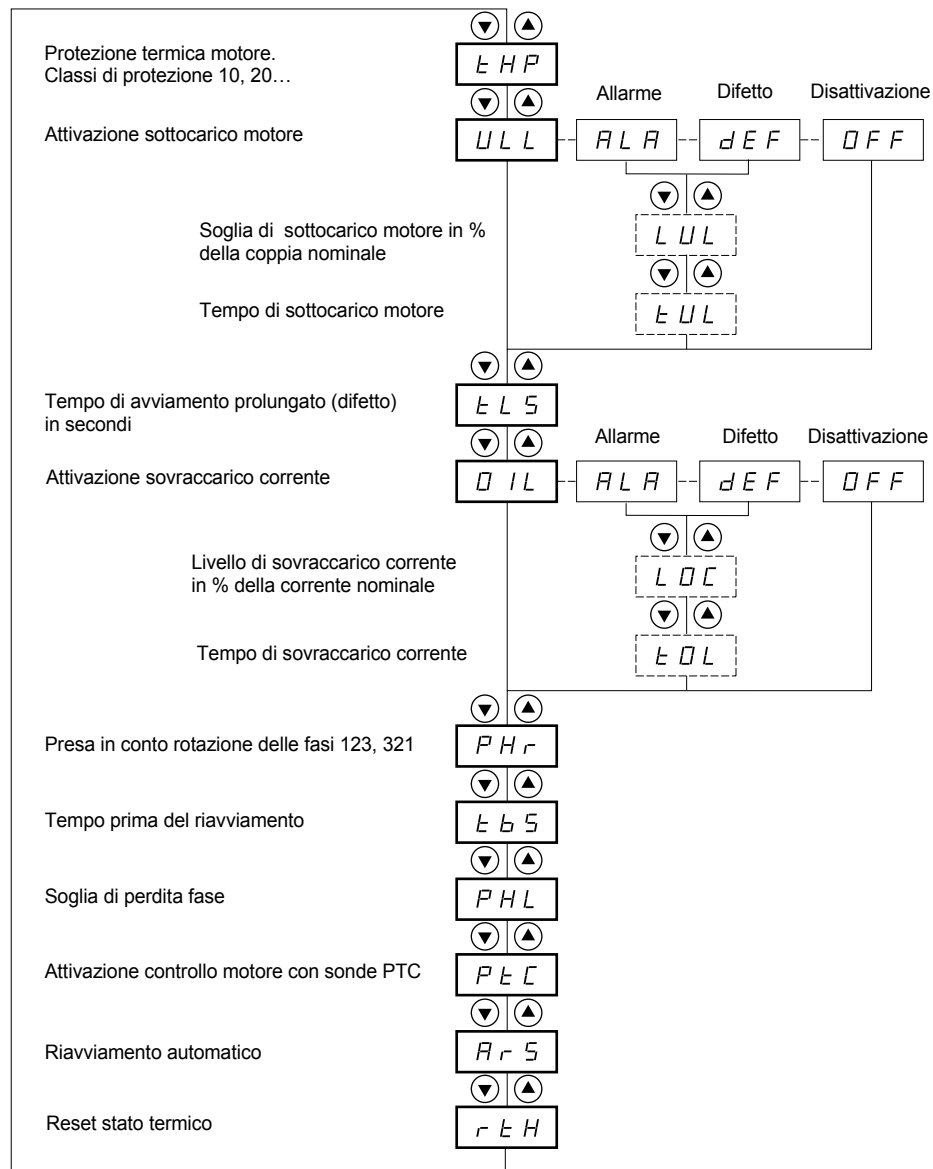 Protezione termica motore.
Classi di protezione 10, 20…
tHP
Allarme Difetto Disattivazione
Attivazione sottocarico motore
ULL ALA dEF OFF
Soglia di sottocarico motore in %
della coppia nominale
LUL
Tempo di sottocarico motore
tUL
Tempo di avviamento prolungato (difetto)
in secondi
tLS
Allarme Difetto Disattivazione
Attivazione sovraccarico corrente
OIL ALA dEF OFF
Livello di sovraccarico corrente
in % della corrente nominale
LOC
Tempo di sovraccarico corrente
tOL
Presa in conto rotazione delle fasi 123, 321
PHr
Tempo prima del riavviamento
tbS
Soglia di perdita fase
PHL
Attivazione controllo motore con sonde PTC
PtC
Riavviamento automatico
ArS
Reset stato termico
rtH